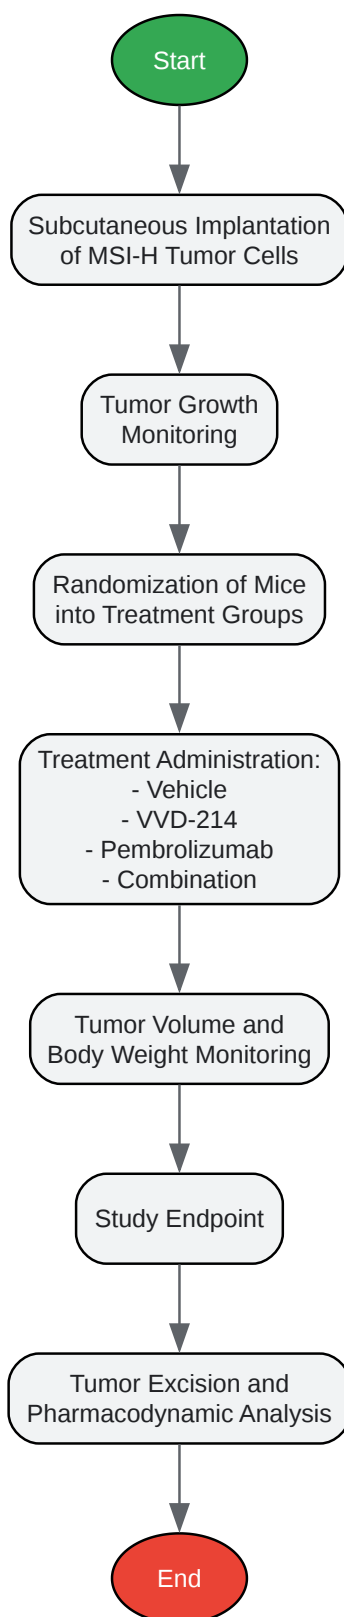 Start
Subcutaneous Implantation
of MSI-H Tumor Cells
Tumor Growth
Monitoring
Randomization of Mice
into Treatment Groups
Treatment Administration:
- Vehicle
- VVD-214
- Pembrolizumab
- Combination
Tumor Volume and
Body Weight Monitoring
Study Endpoint
Tumor Excision and
Pharmacodynamic Analysis
End